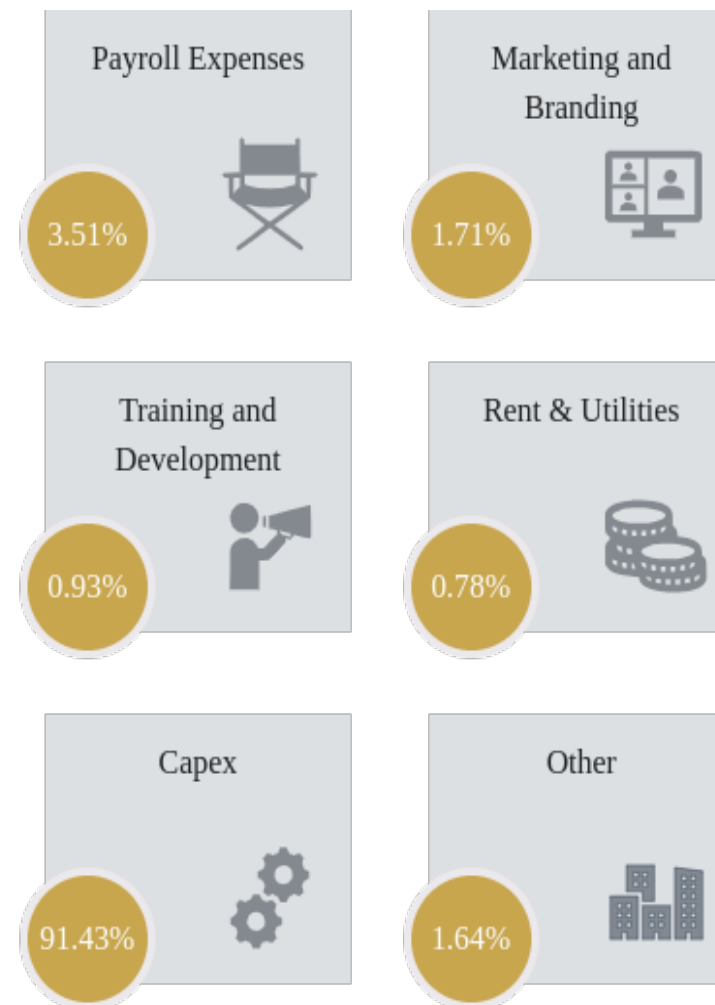 Payroll Expenses
3.51%
Marketing and
Branding
1.71%
Training and
Development
0.93%
Rent & Utilities
0.78%
Capex
91.43%
Other
1.64%